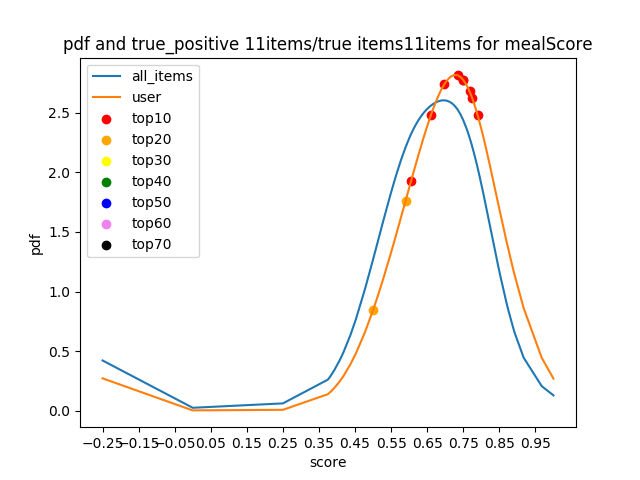 pdf and true_positive 11items/true items11items for mealScore
all_items
user
top10
top20
top30
top40
top50
top60
top70
pdf
2.5
2.0
1.5
1.0
0.5
0.0
−0.25 −0.15 −0.05 0.05 0.15 0.25 0.35 0.45 0.55 0.65 0.75 0.85 0.95
score